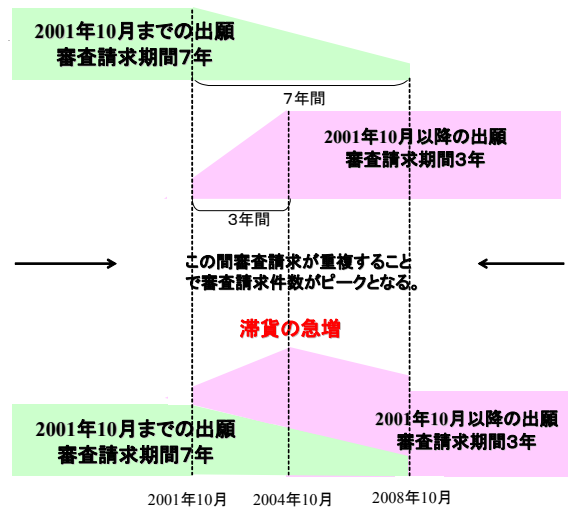 2001年10月までの出願
審査請求期間7年
7年間
2001年10月以降の出願
審査請求期間3年
3年間
この間審査請求が重複すること
で審査請求件数がピークとなる。
滞貨の急増
2001年10月までの出願
審査請求期間7年
2001年10月以降の出願
審査請求期間3年
2001年10月
2004年10月
2008年10月